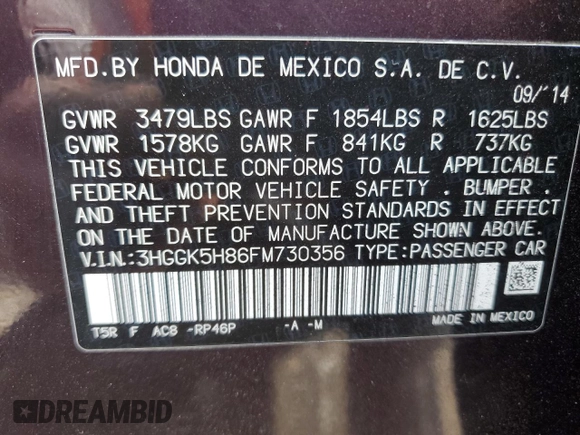 MFD.BY HONDA DE MEXICO S.A. DE C.V.
09/'14
GVWR 3479LBS GAWR F 1854LBS R 1625LBS
GVWR 1578KG GAWR F 841KG R 737KG
THIS VEHICLE CONFORMS TO ALL APPLICABLE
FEDERAL MOTOR VEHICLE SAFETY . BUMPER .
AND THEFT PREVENTION STANDARDS IN EFFECT
ON THE DATE OF MANUFACTURE SHOWN ABOVE.
V.I.N.:3HGGK5H86FM730356 TYPE:PASSENGER CAR
T5R F AC8 -RP46P -A -M MADE IN MEXICO
DREAMBID